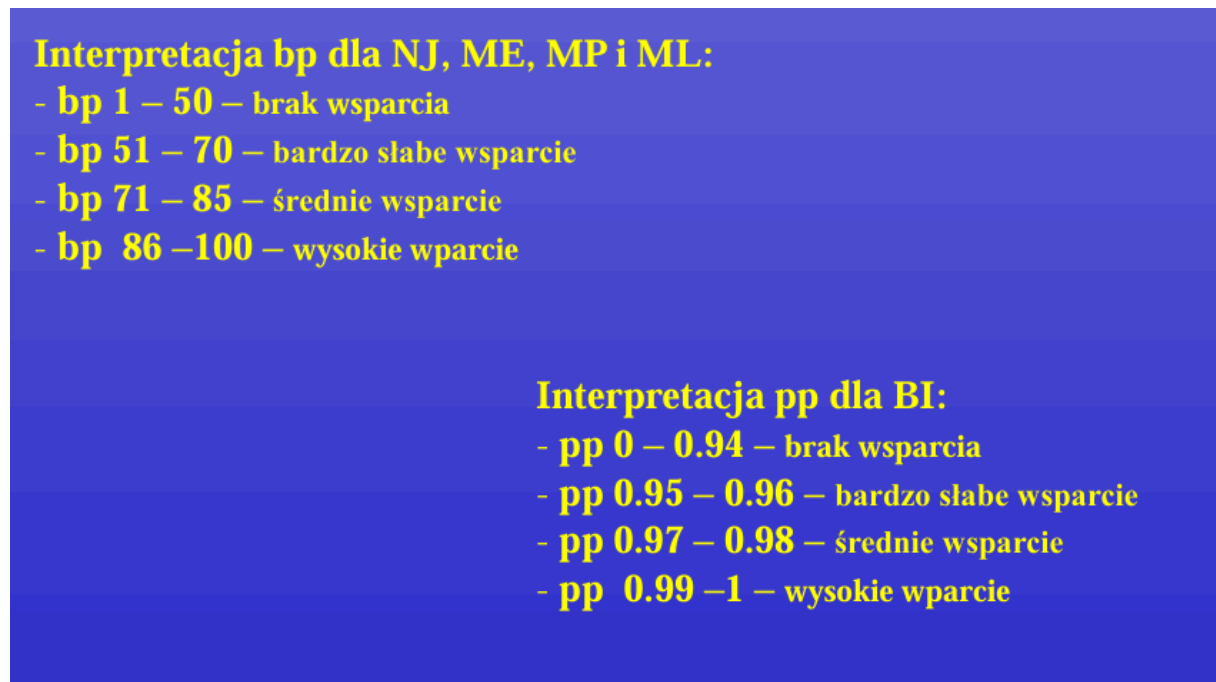 Interpretacja bp dla NJ, ME, MP i ML:
- bp 1 – 50 – brak wsparcia
- bp 51 – 70 – bardzo słabe wsparcie
- bp 71 – 85 – średnie wsparcie
- bp  86 –100 – wysokie wparcie
Interpretacja pp dla BI:
- pp 0 – 0.94 – brak wsparcia
- pp 0.95 – 0.96 – bardzo słabe wsparcie
- pp 0.97 – 0.98 – średnie wsparcie
- pp  0.99 –1 – wysokie wparcie